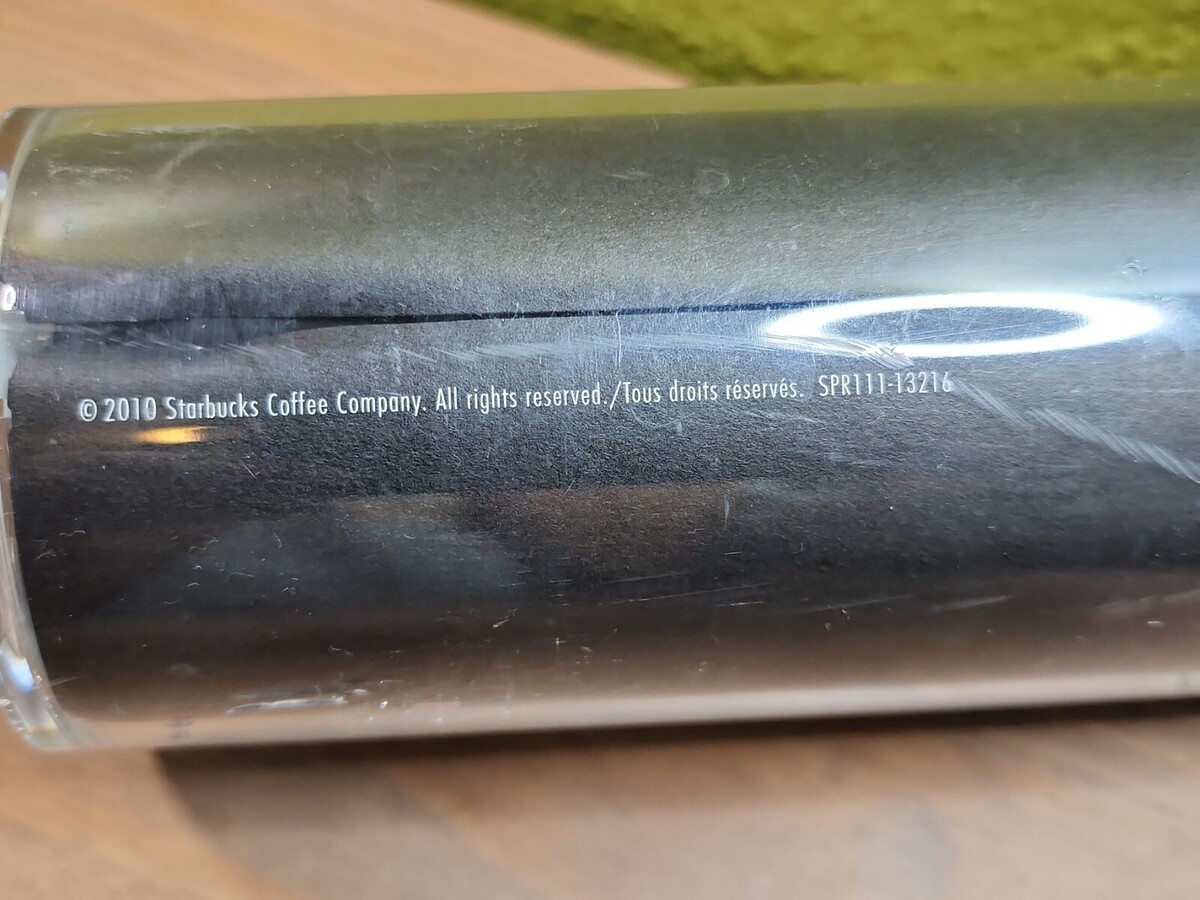 © 2010 Starbucks Coffee Company. All rights reserved./Tous droits réservés. SPR111-13216